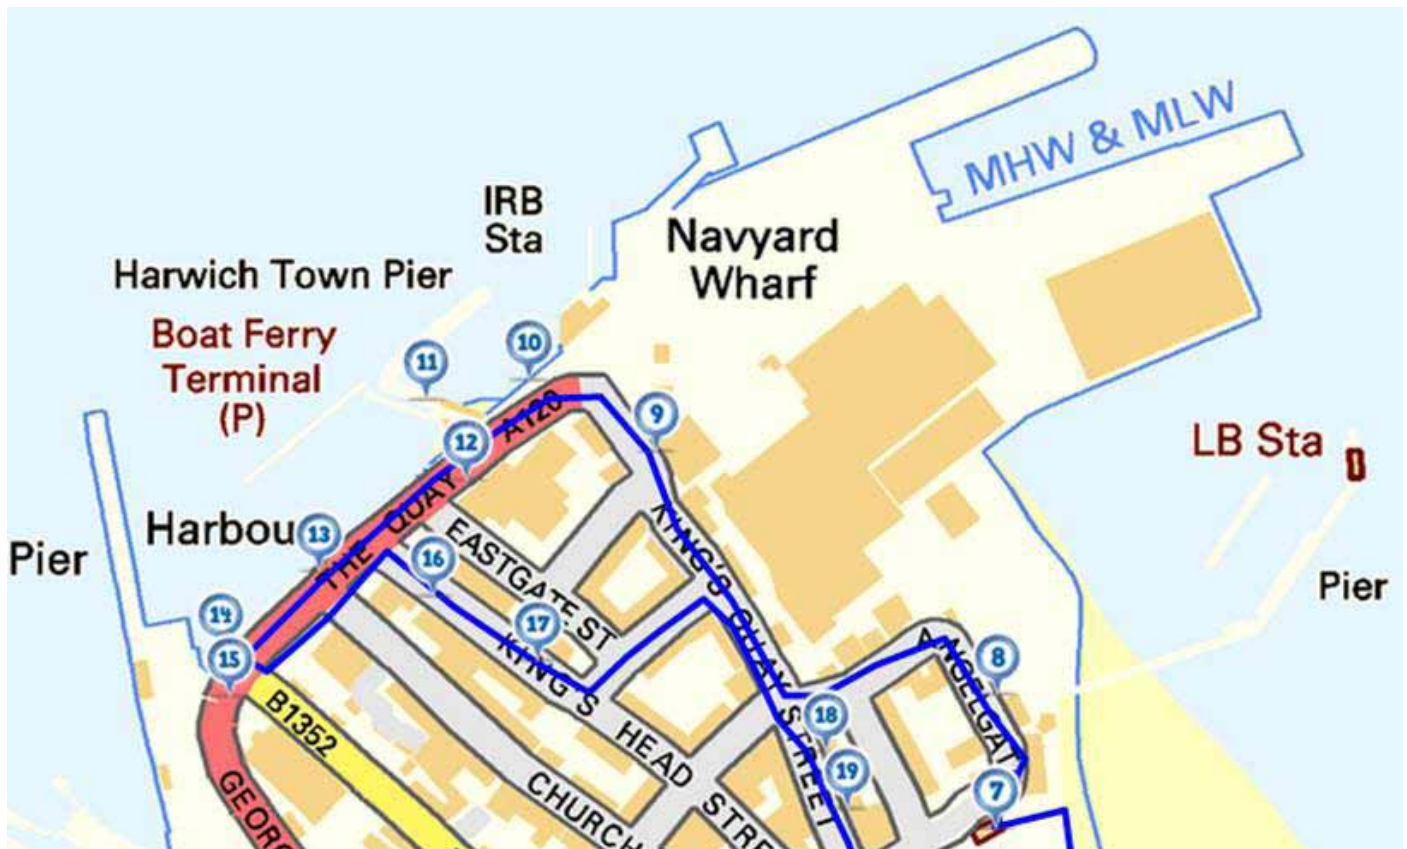 MHW & MLW
IRB
Sta
Navyard
Wharf
Harwich Town Pier
Boat Ferry
Terminal
(P)
10
11
9
12
A120
LB Sta
Harbou
13
THE QUAY
Pier
16
EASTGATE ST
KING'S QUAY STREET
Pier
14
17
15
KING'S HEAD STRE
ANGELGAT
8
18
B1352
19
7
GEORG
CHURCH